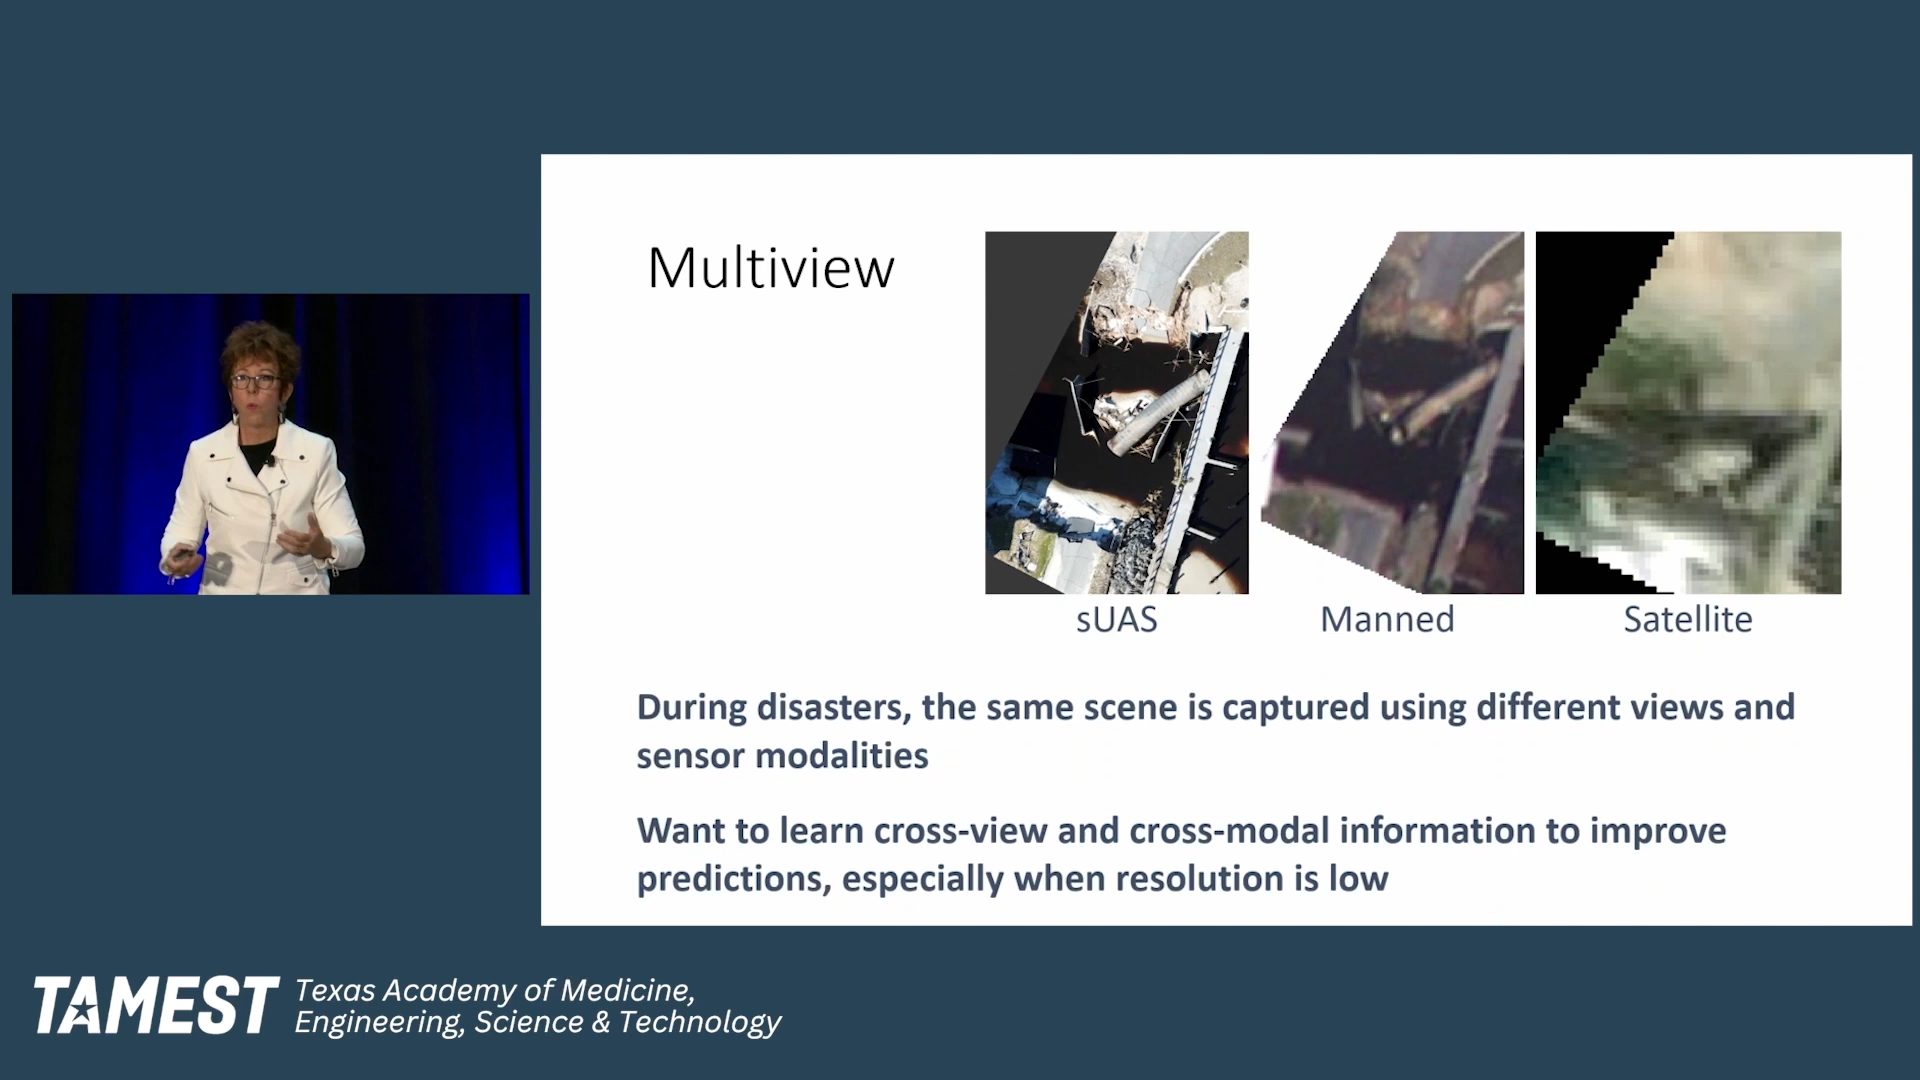 Multiview
sUAS
Manned
Satellite
During disasters, the same scene is captured using different views and
sensor modalities
Want to learn cross-view and cross-modal information to improve
predictions, especially when resolution is low
TAMEST
Texas Academy of Medicine,
Engineering, Science & Technology